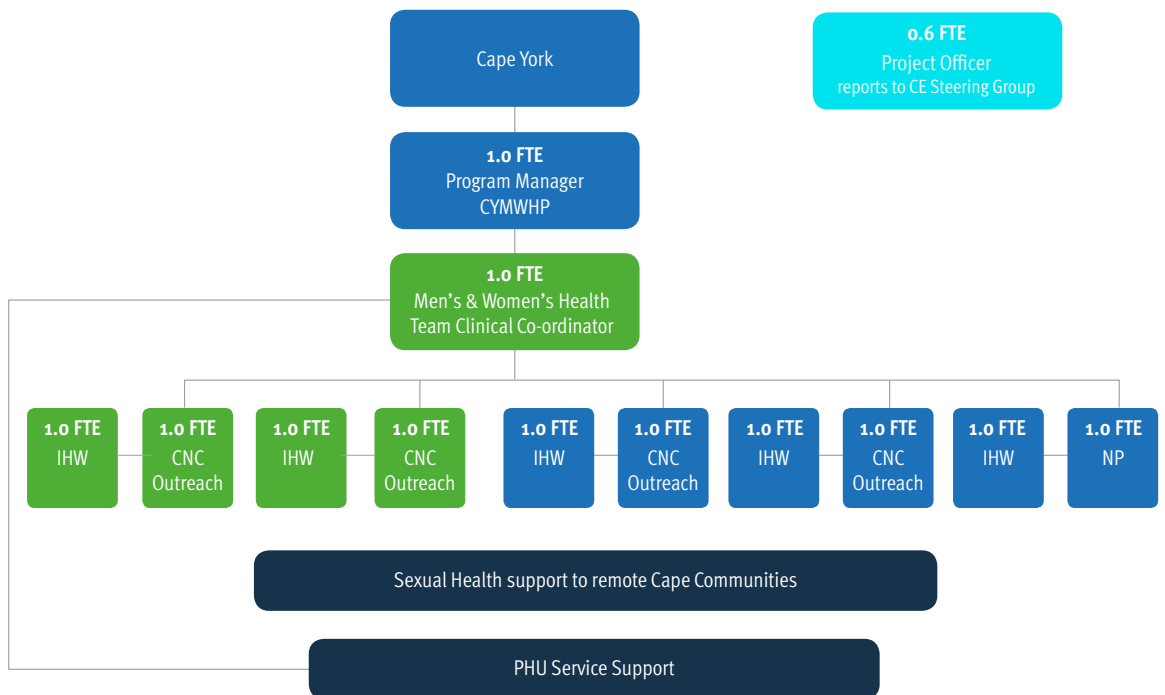 Cape York
0.6 FTE
Project Officer
reports to CE Steering Group
1.0 FTE
Program Manager
CYMWHP
1.0 FTE
Men’s & Women’s Health
Team Clinical Co-ordinator
1.0 FTE
IHW
1.0 FTE
CNC
Outreach
1.0 FTE
IHW
1.0 FTE
CNC
Outreach
1.0 FTE
IHW
1.0 FTE
CNC
Outreach
1.0 FTE
IHW
1.0 FTE
CNC
Outreach
1.0 FTE
IHW
1.0 FTE
NP
Sexual Health support to remote Cape Communities
PHU Service Support